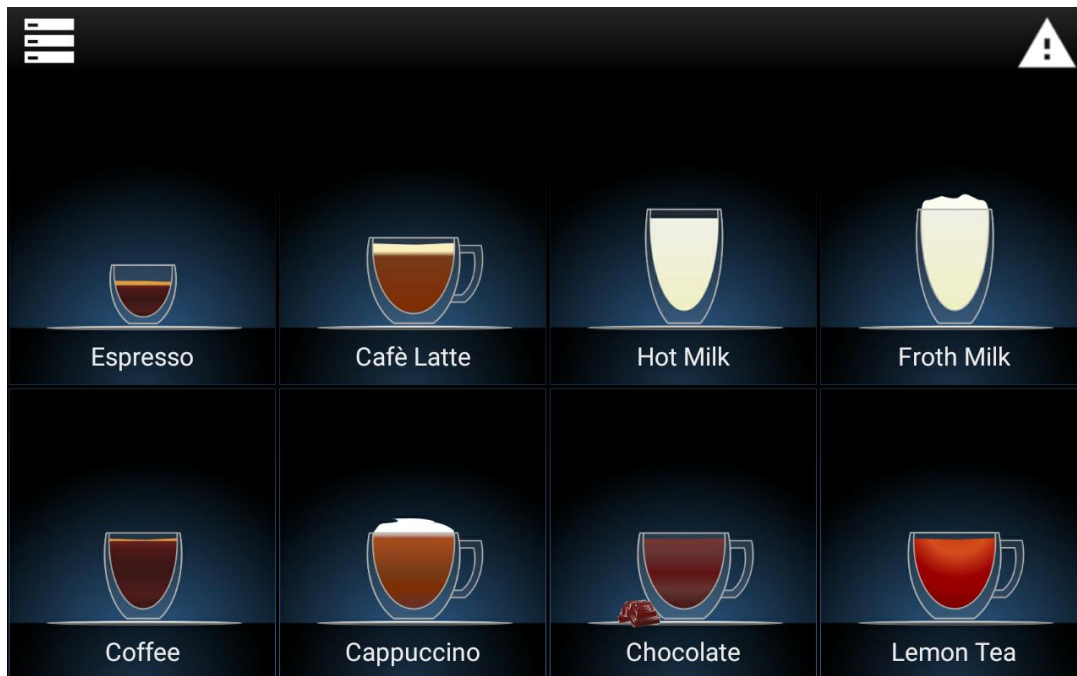 Espresso
Cafè Latte
Hot Milk
Froth Milk
Coffee
Cappuccino
Chocolate
Lemon Tea